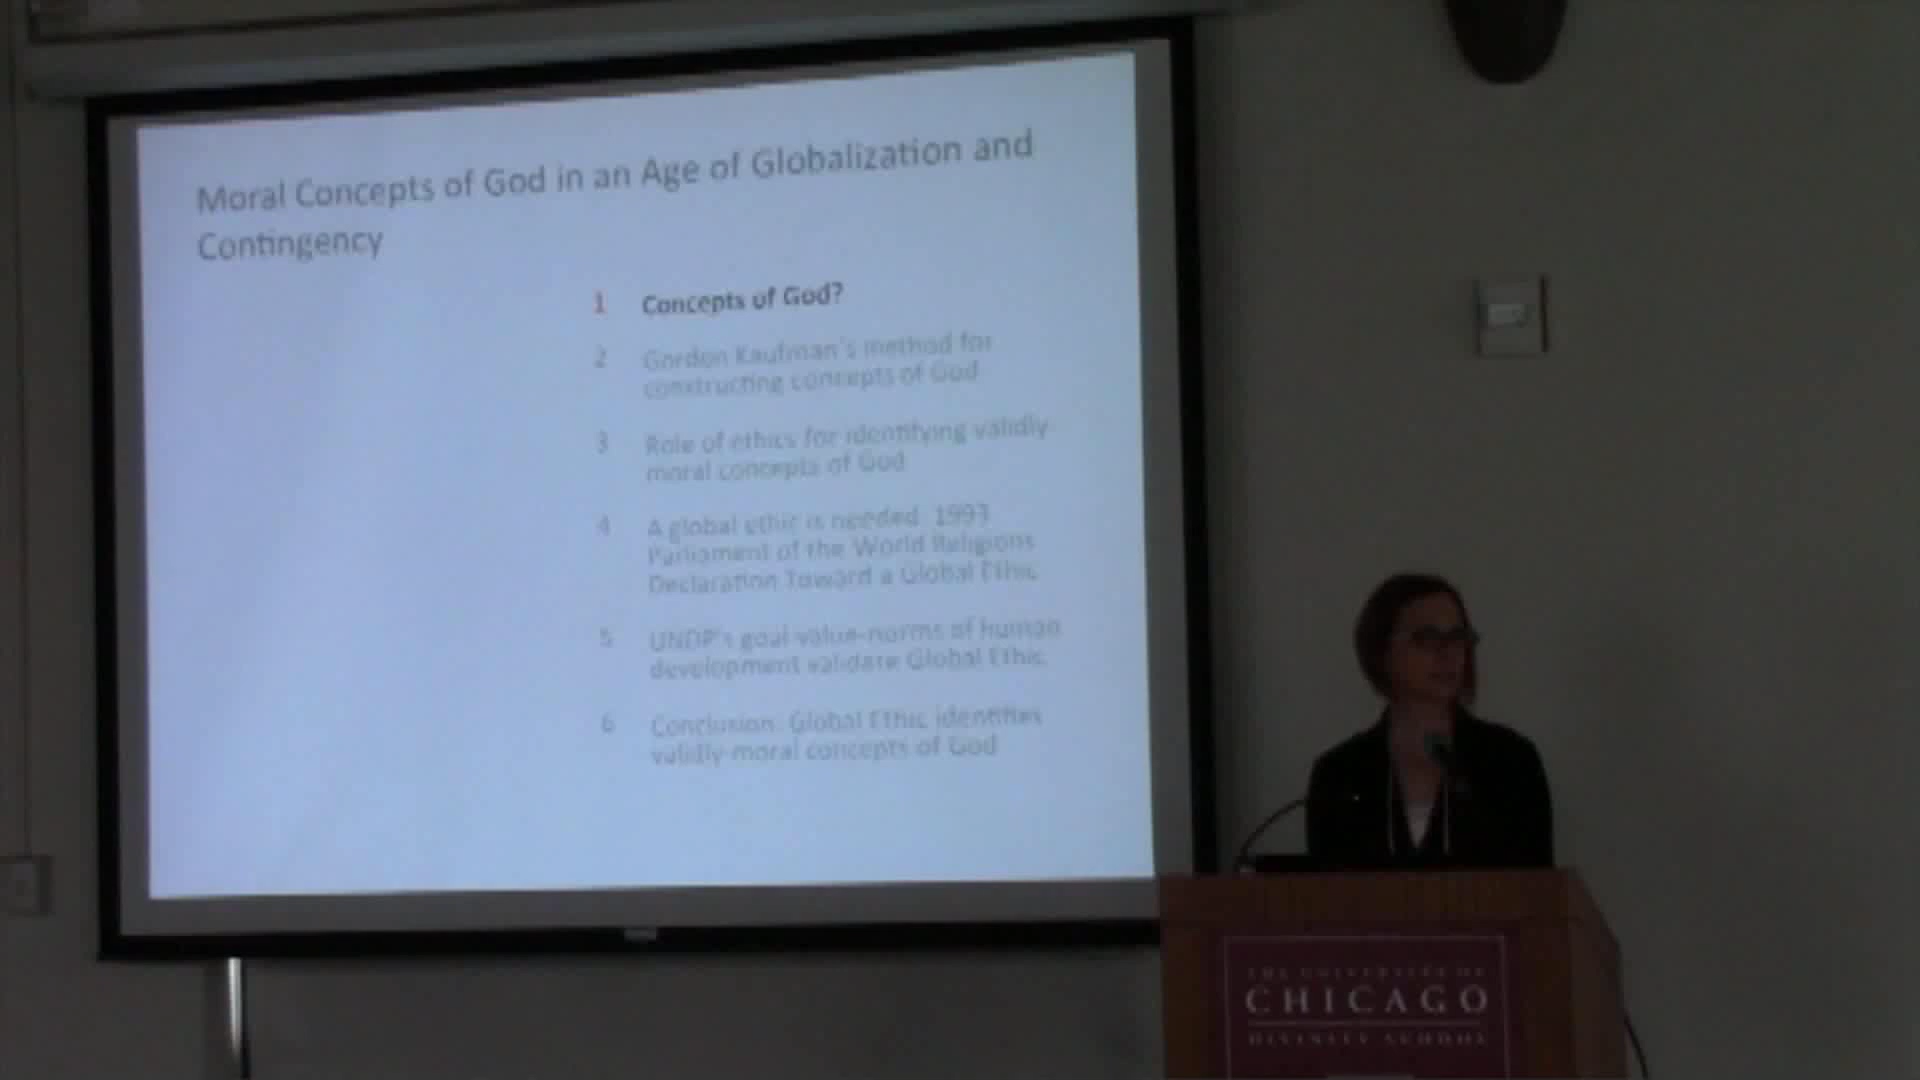 Moral Concepts of God in an Age of Globalization and
Contingency
1 Concepts of God?
2 Gordon Kaufman's method for
constructing concepts of God
3 Role of ethics for identifying validly
moral concepts of God
4 A global ethic is needed: 1993
Parliament of the World Religions
Declaration Toward a Global Ethic
5 UNDP's goal value-norms of human
development validate Global Ethic
6 Conclusion: Global Ethic identifies
validly-moral concepts of God
THE UNIVERSITY OF
CHICAGO
DIVINITY SCHOOL